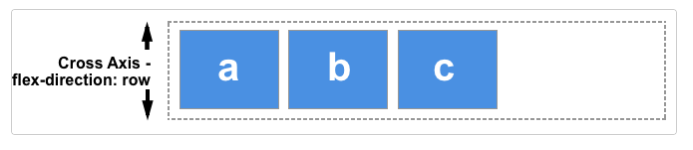 Cross Axis -
flex-direction: row
a b c